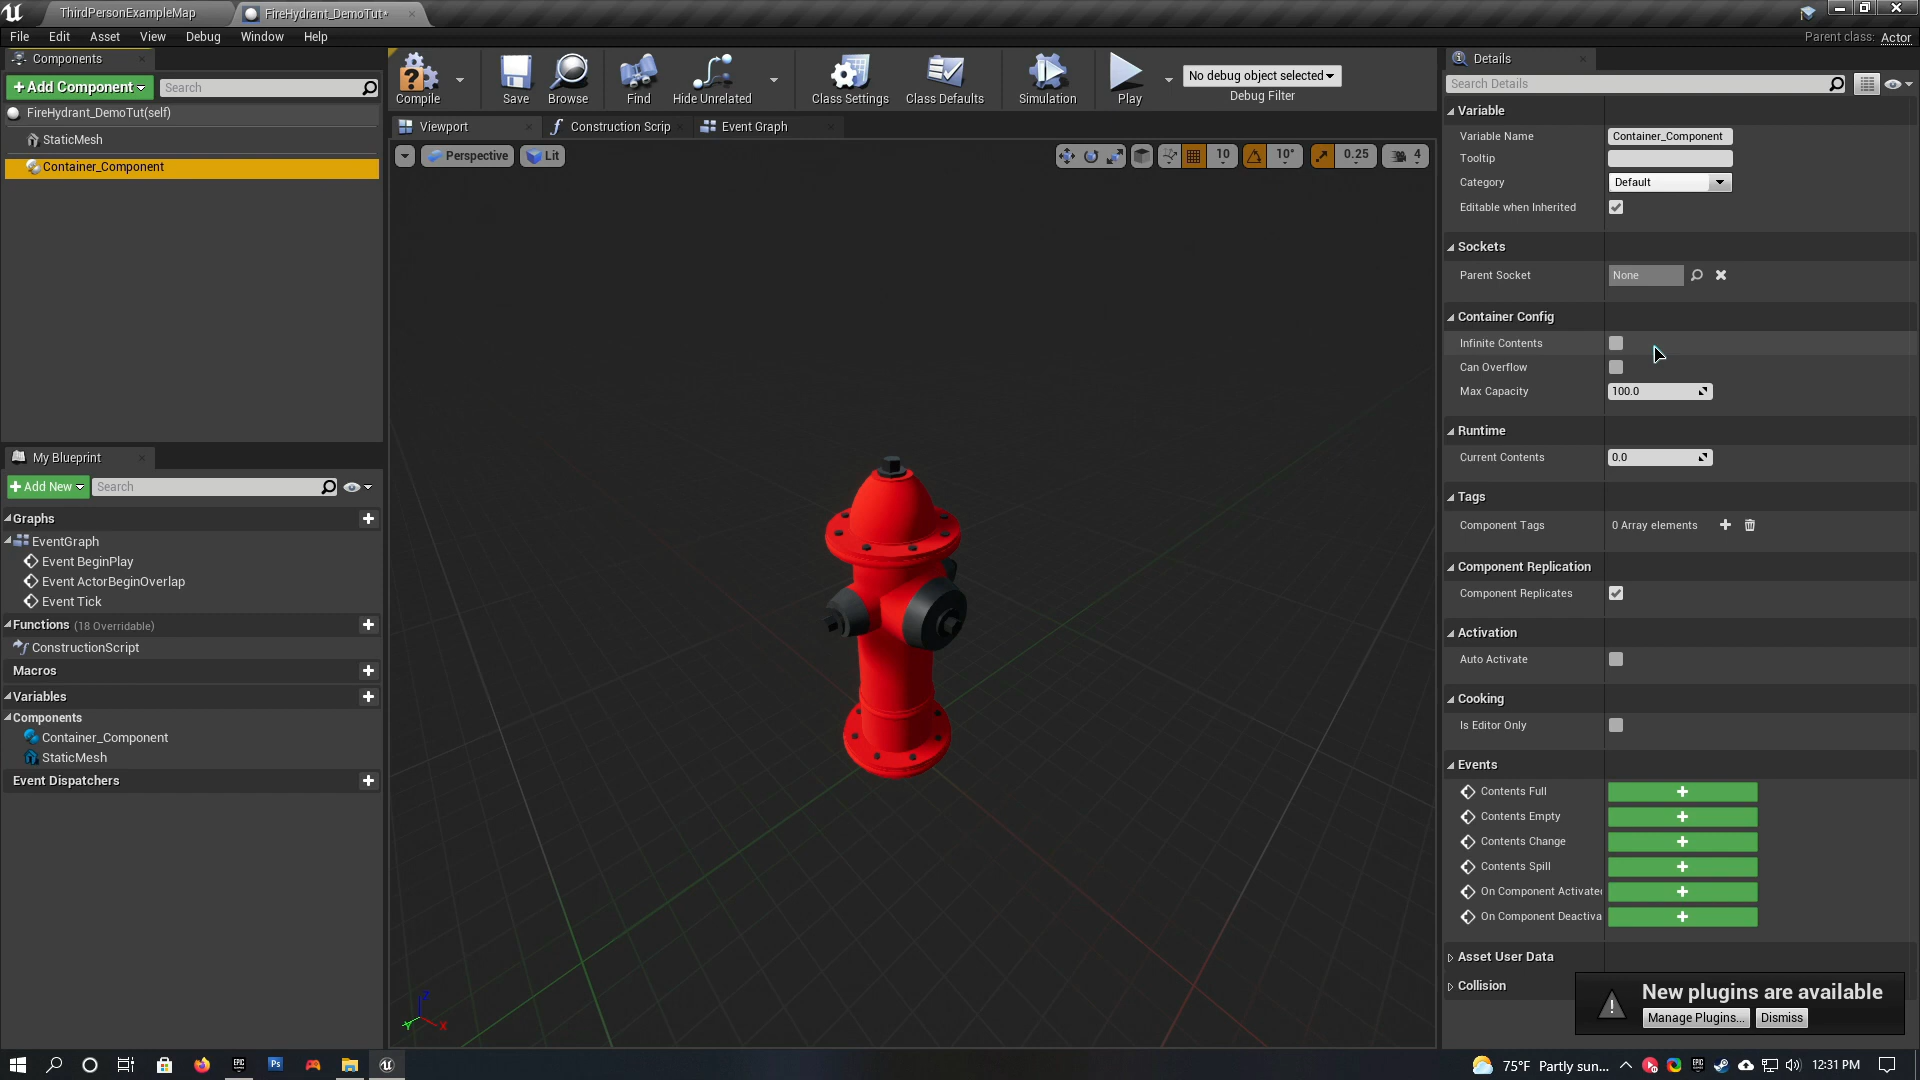 ThirdPersonExampleMap
FireHydrant_DemoTut*
File Edit Asset View Debug Window Help
Parent class: Actor
Components
+ Add Component
Search
FireHydrant_DemoTut(self)
StaticMesh
Container_Component
My Blueprint
+ Add New
Search
Graphs
EventGraph
Event BeginPlay
Event ActorBeginOverlap
Event Tick
Functions (18 Overridable)
ConstructionScript
Macros
Variables
Components
Container_Component
StaticMesh
Event Dispatchers
Compile Save Browse Find Hide Unrelated Class Settings Class Defaults Simulation Play
No debug object selected
Debug Filter
Viewport Construction Scrip Event Graph
Perspective Lit
10 10° 0.25 4
Z
Y X
Details
Search Details
Variable
Variable Name Container_Component
Tooltip
Category Default
Editable when Inherited
Sockets
Parent Socket None
Container Config
Infinite Contents
Can Overflow
Max Capacity 100.0
Runtime
Current Contents 0.0
Tags
Component Tags 0 Array elements
Component Replication
Component Replicates
Activation
Auto Activate
Cooking
Is Editor Only
Events
Contents Full
Contents Empty
Contents Change
Contents Spill
On Component Activated
On Component Deactiva
Asset User Data
Collision
New plugins are available
Manage Plugins... Dismiss
EPIC Ps
75°F Partly sun... 12:31 PM